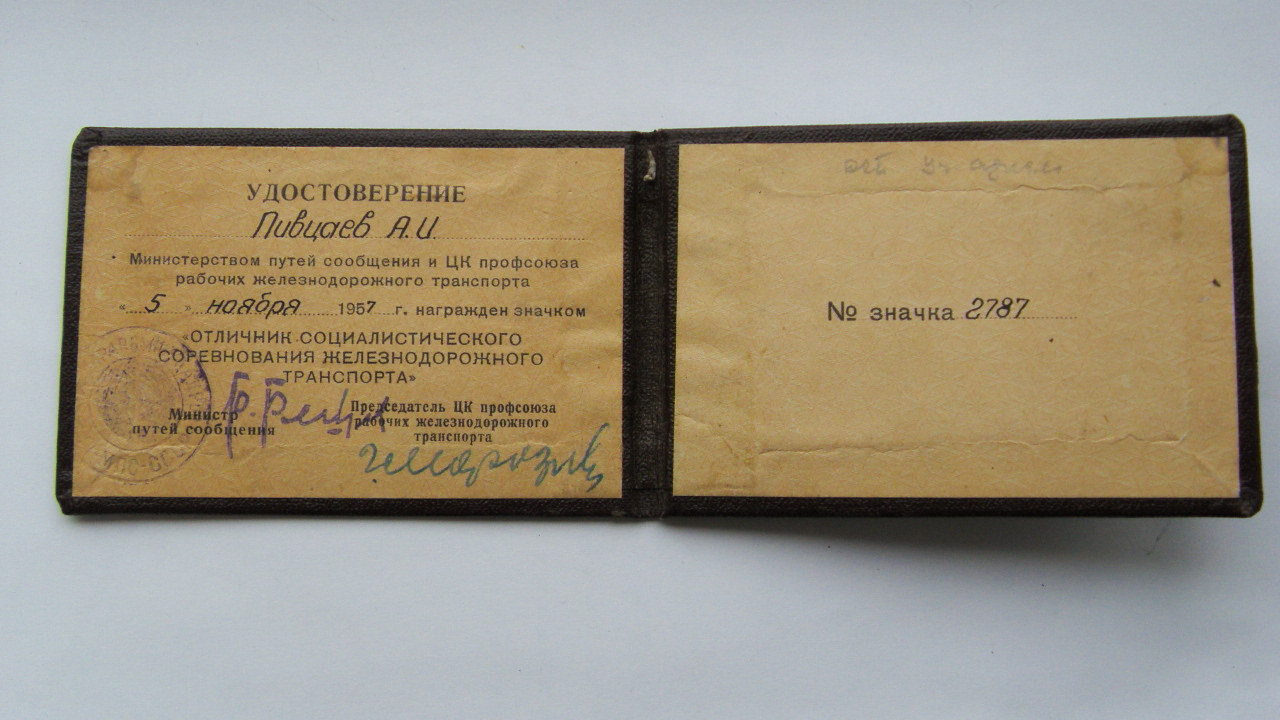 УДОСТОВЕРЕНИЕ
Пивцаев А.И.
Министерством путей сообщения и ЦК профсоюза
рабочих железнодорожного транспорта
«5» ноября 1957 г. награжден значком
«ОТЛИЧНИК СОЦИАЛИСТИЧЕСКОГО
СОРЕВНОВАНИЯ ЖЕЛЕЗНОДОРОЖНОГО
ТРАНСПОРТА»
Министр
путей сообщения
Председатель ЦК профсоюза
рабочих железнодорожного
транспорта
№ значка 2787